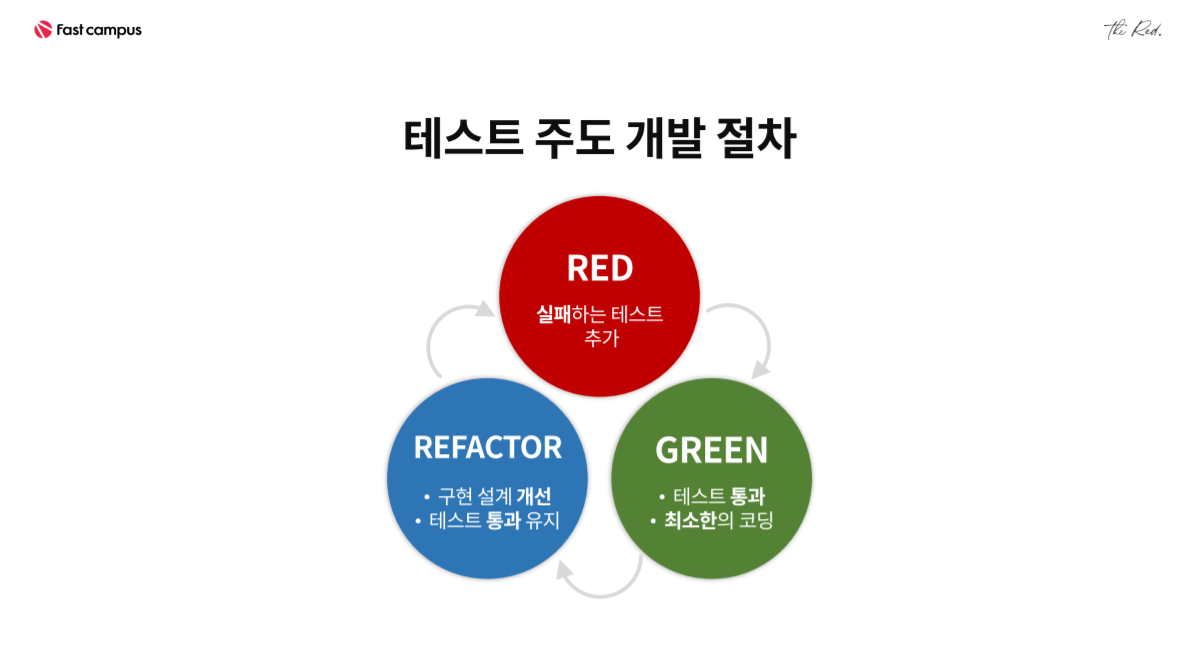 Fast campus
The Red.
테스트 주도 개발 절차
RED
실패하는 테스트
추가
REFACTOR
• 구현 설계 개선
• 테스트 통과 유지
GREEN
• 테스트 통과
• 최소한의 코딩